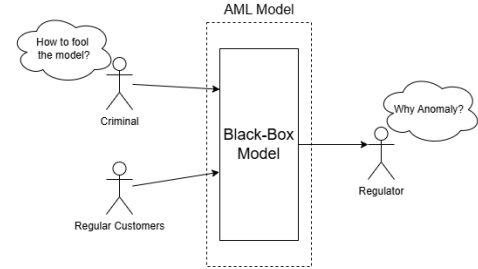 AML Model
How to fool
the model?
Criminal
Black-Box
Model
Why Anomaly?
Regulator
Regular Customers